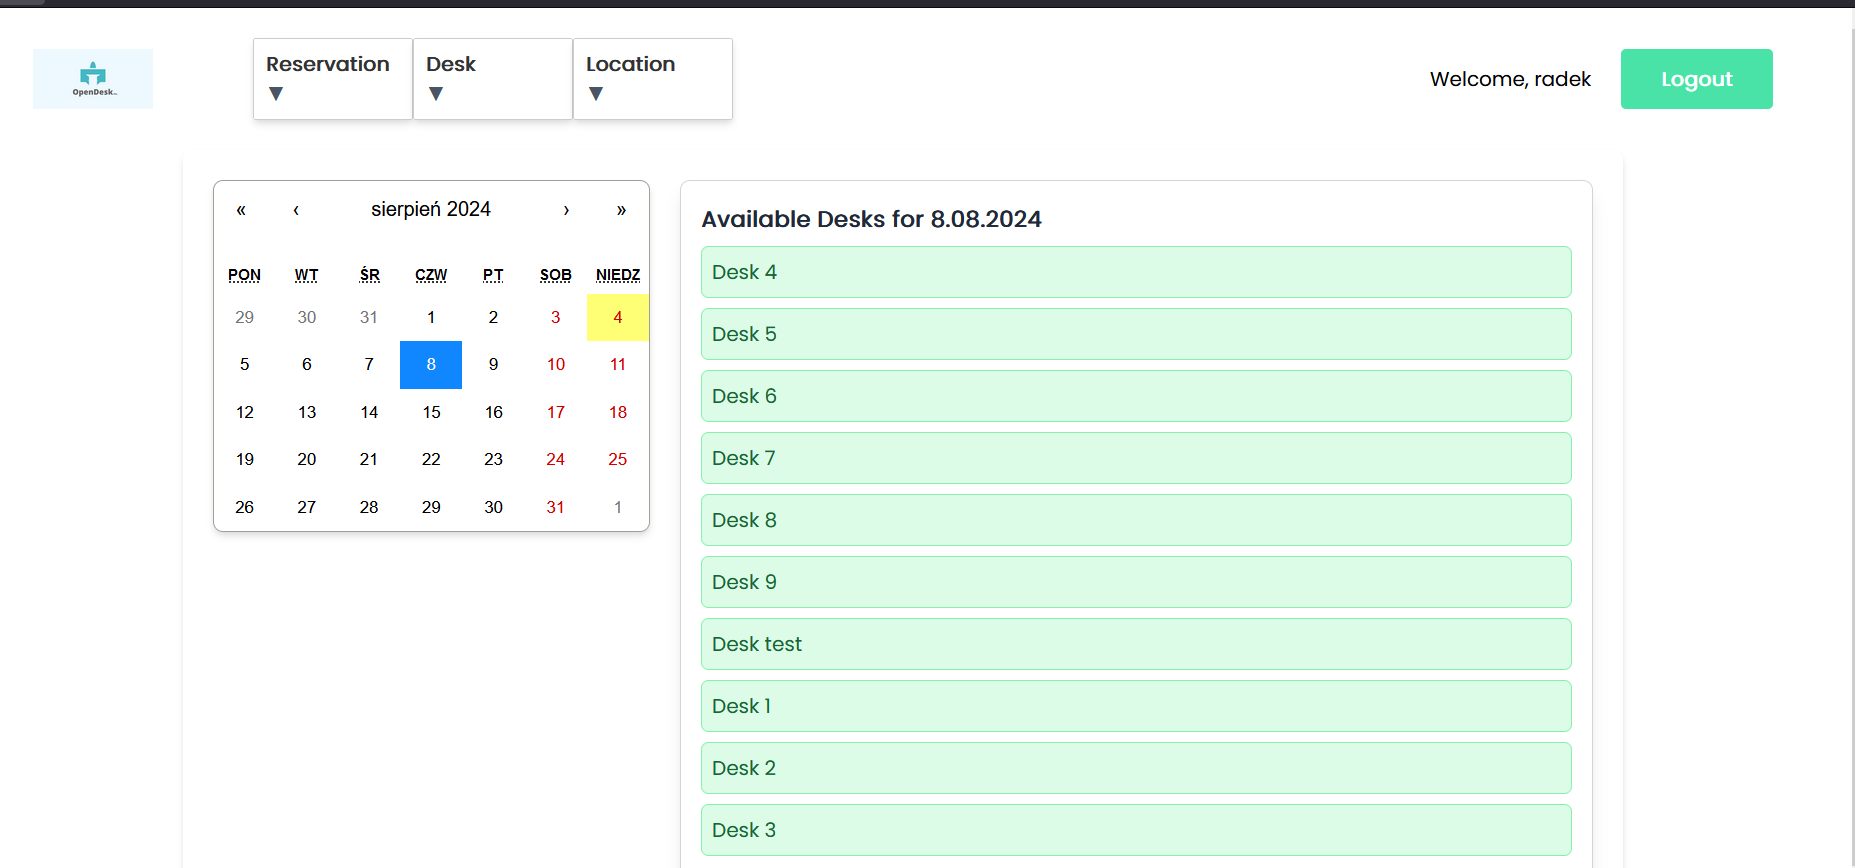 OpenDesk
Reservation
▼
Desk
▼
Location
▼
Welcome, radek
Logout
« ‹ sierpień 2024 › »
PON WT ŚR CZW PT SOB NIEDZ
29 30 31 1 2 3 4
5 6 7 8 9 10 11
12 13 14 15 16 17 18
19 20 21 22 23 24 25
26 27 28 29 30 31 1
Available Desks for 8.08.2024
Desk 4
Desk 5
Desk 6
Desk 7
Desk 8
Desk 9
Desk test
Desk 1
Desk 2
Desk 3